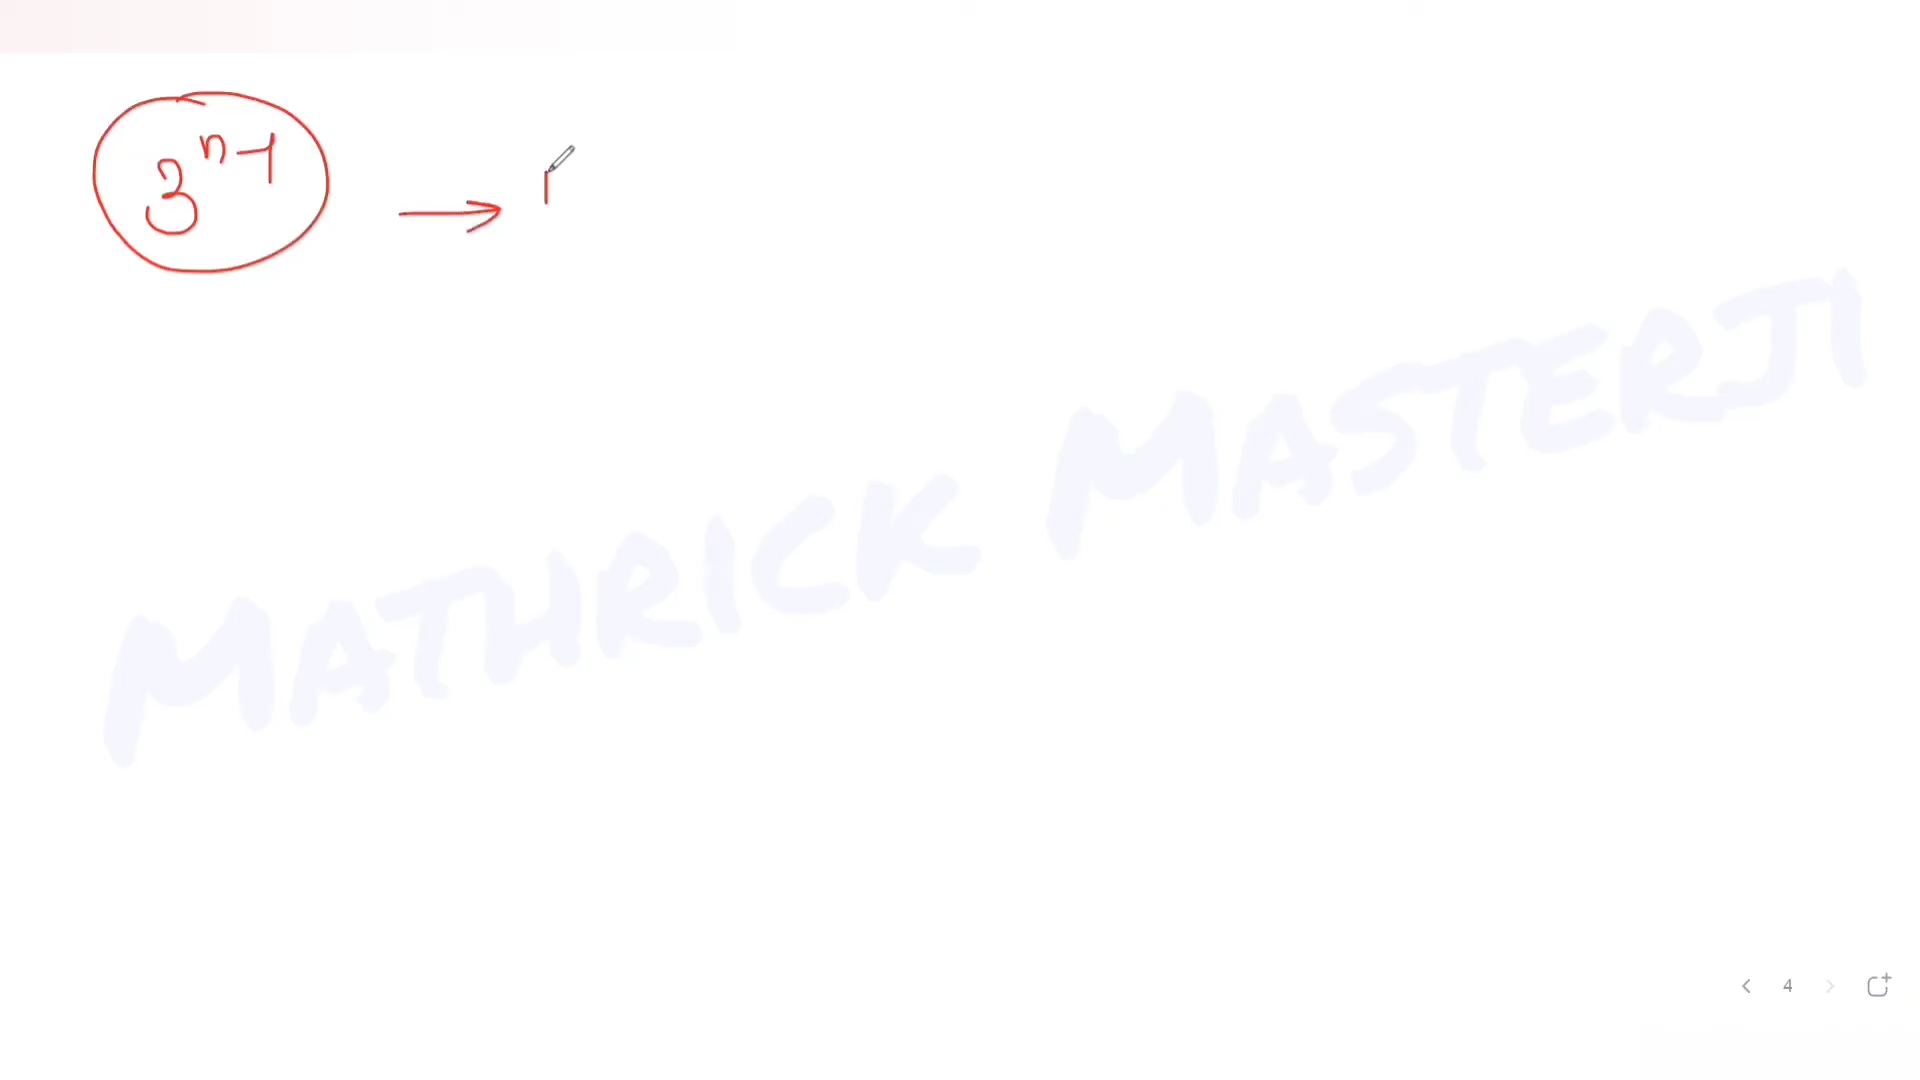 3^{n-1} →
MATHRICK MASTERJI
4